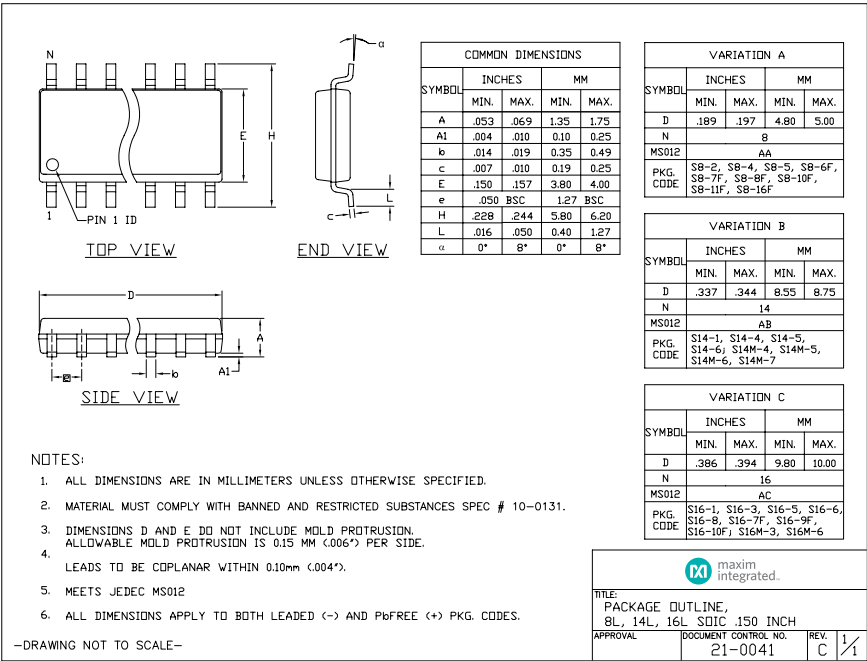 N
α
E
H
L
c
1
PIN 1 ID
TOP VIEW
END VIEW
D
A
A1
b
e
SIDE VIEW
COMMON DIMENSIONS
SYMBOL INCHES MM
MIN. MAX. MIN. MAX.
A .053 .069 1.35 1.75
A1 .004 .010 0.10 0.25
b .014 .019 0.35 0.49
c .007 .010 0.19 0.25
E .150 .157 3.80 4.00
e .050 BSC 1.27 BSC
H .228 .244 5.80 6.20
L .016 .050 0.40 1.27
α 0° 8° 0° 8°
VARIATION A
SYMBOL INCHES MM
MIN. MAX. MIN. MAX.
D .189 .197 4.80 5.00
N 8
MS012 AA
PKG. CODE
S8-2, S8-4, S8-5, S8-6F,
S8-7F, S8-8F, S8-10F,
S8-11F, S8-16F
VARIATION B
SYMBOL INCHES MM
MIN. MAX. MIN. MAX.
D .337 .344 8.55 8.75
N 14
MS012 AB
PKG. CODE
S14-1, S14-4, S14-5,
S14-6; S14M-4, S14M-5,
S14M-6, S14M-7
VARIATION C
SYMBOL INCHES MM
MIN. MAX. MIN. MAX.
D .386 .394 9.80 10.00
N 16
MS012 AC
PKG. CODE
S16-1, S16-3, S16-5, S16-6,
S16-8, S16-7F, S16-9F,
S16-10F; S16M-3, S16M-6
NOTES:
1. ALL DIMENSIONS ARE IN MILLIMETERS UNLESS OTHERWISE SPECIFIED.
2. MATERIAL MUST COMPLY WITH BANNED AND RESTRICTED SUBSTANCES SPEC # 10-0131.
3. DIMENSIONS D AND E DO NOT INCLUDE MOLD PROTRUSION.
ALLOWABLE MOLD PROTRUSION IS 0.15 MM (.006") PER SIDE.
4.
LEADS TO BE COPLANAR WITHIN 0.10mm (.004").
5. MEETS JEDEC MS012
6. ALL DIMENSIONS APPLY TO BOTH LEADED (-) AND PbFREE (+) PKG. CODES.
-DRAWING NOT TO SCALE-
maxim
integrated™
TITLE:
PACKAGE OUTLINE,
8L, 14L, 16L SOIC .150 INCH
APPROVAL DOCUMENT CONTROL NO. REV.
21-0041 C 1/1